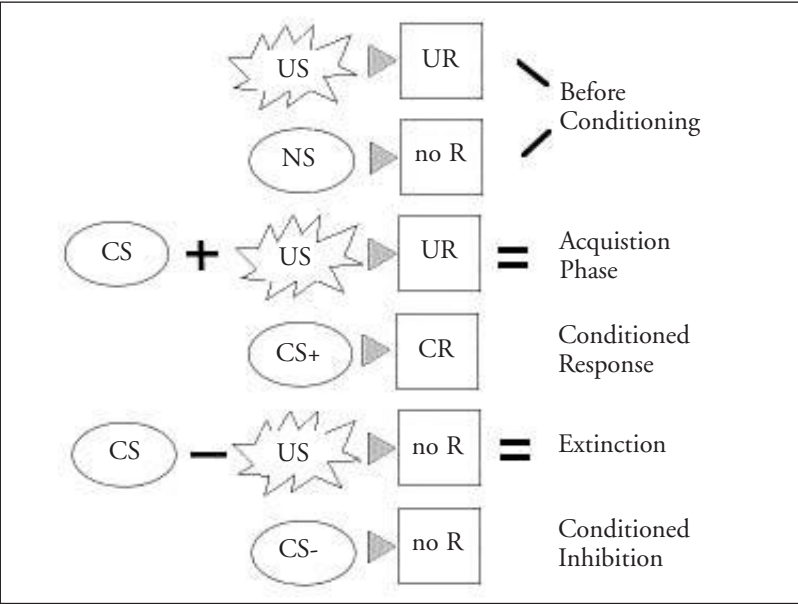 US UR
Before
Conditioning
NS no R
CS + US UR = Acquistion
Phase
CS+ CR Conditioned
Response
CS − US no R = Extinction
CS- no R Conditioned
Inhibition